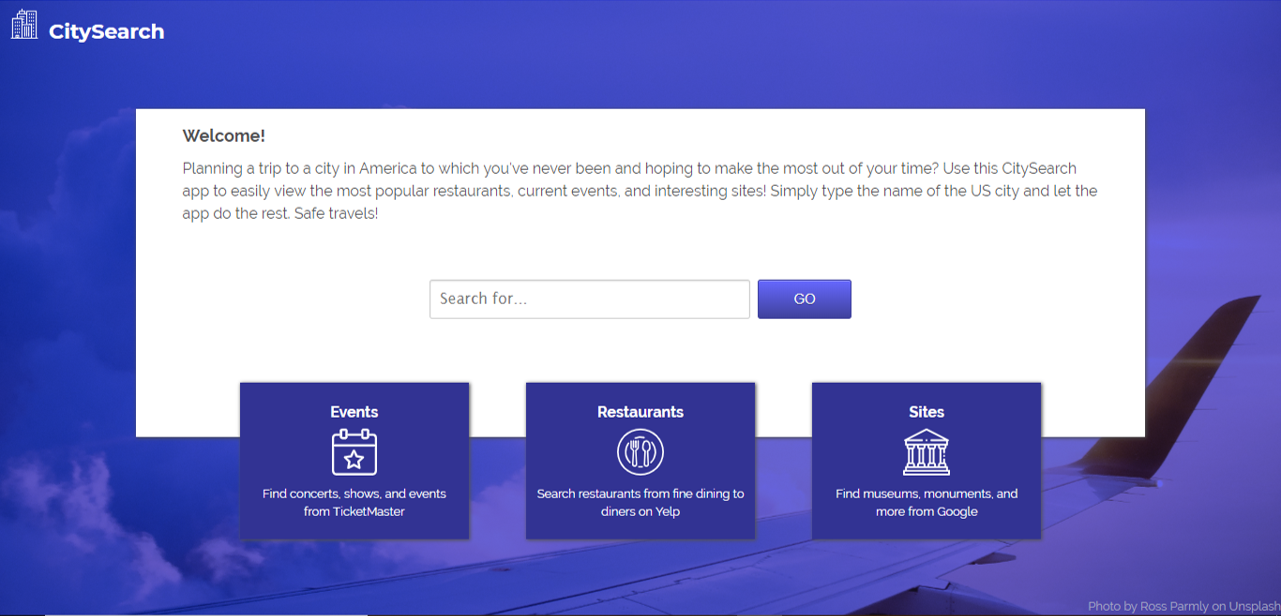 CitySearch
Welcome!
Planning a trip to a city in America to which you've never been and hoping to make the most out of your time? Use this CitySearch
app to easily view the most popular restaurants, current events, and interesting sites! Simply type the name of the US city and let the
app do the rest. Safe travels!
Search for...
GO
Events
Find concerts, shows, and events
from TicketMaster
Restaurants
Search restaurants from fine dining to
diners on Yelp
Sites
Find museums, monuments, and
more from Google
Photo by Ross Parmly on Unsplash